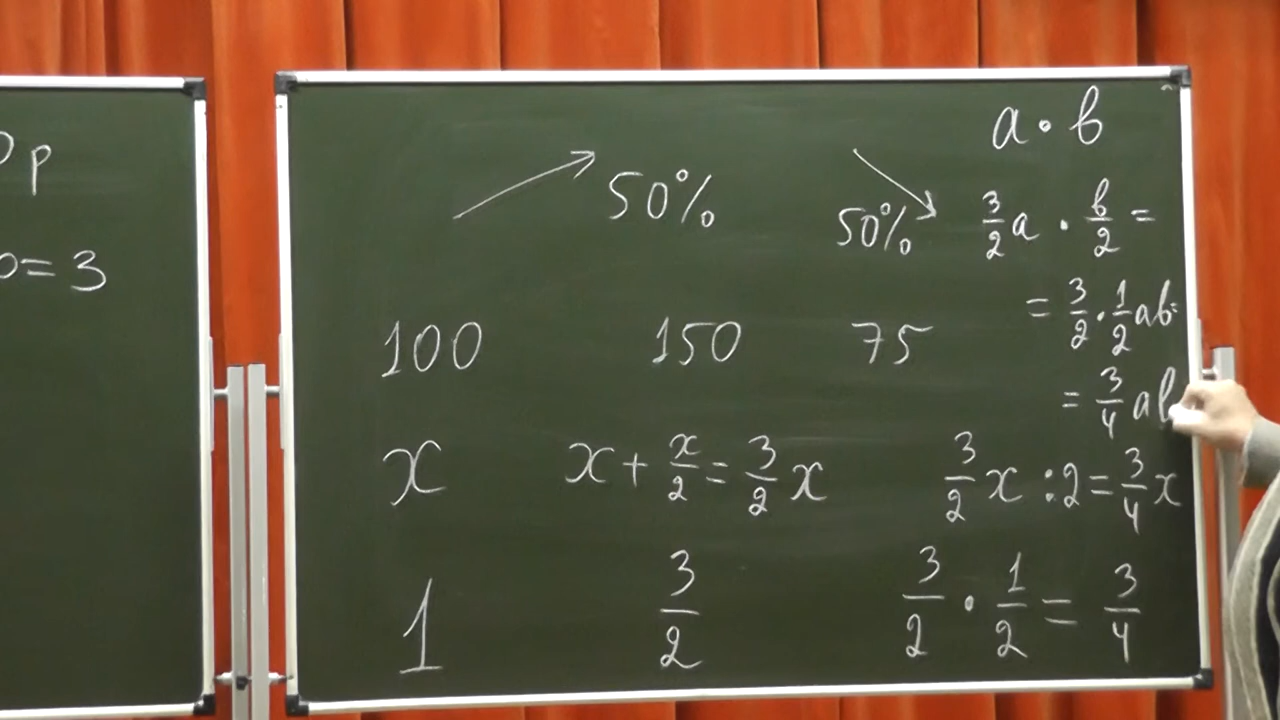 p
= 3
a · b
50%
50%
3/2 a · b/2 =
= 3/2 · 1/2 ab =
100 150 75
= 3/4 ab
x x + x/2 = 3/2 x 3/2 x : 2 = 3/4 x
1 3/2 3/2 · 1/2 = 3/4